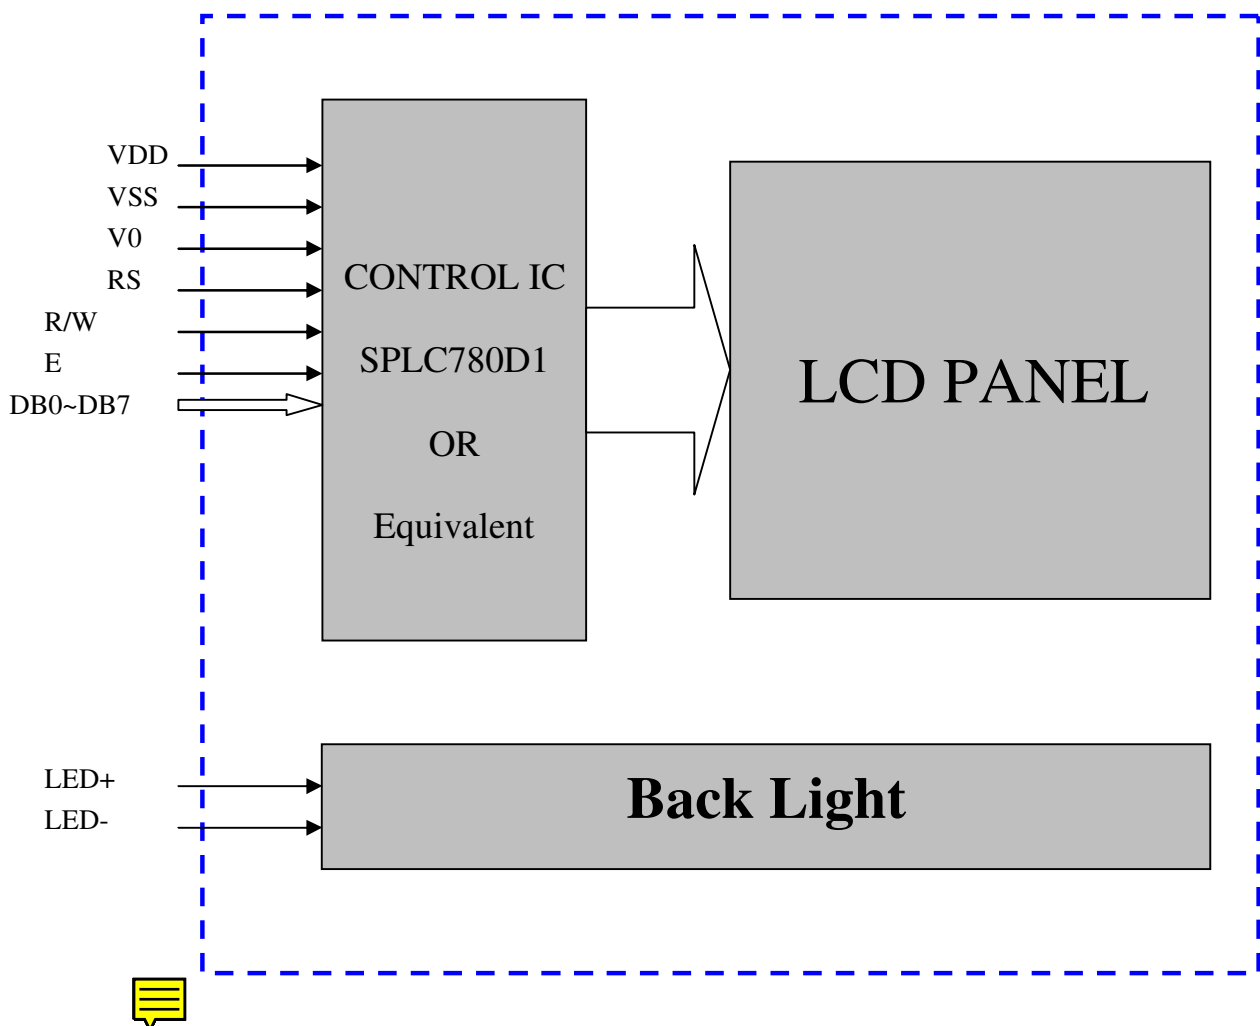 VDD
VSS
V0
RS
R/W
E
DB0~DB7
CONTROL IC
SPLC780D1
OR
Equivalent
LCD PANEL
LED+
LED-
Back Light